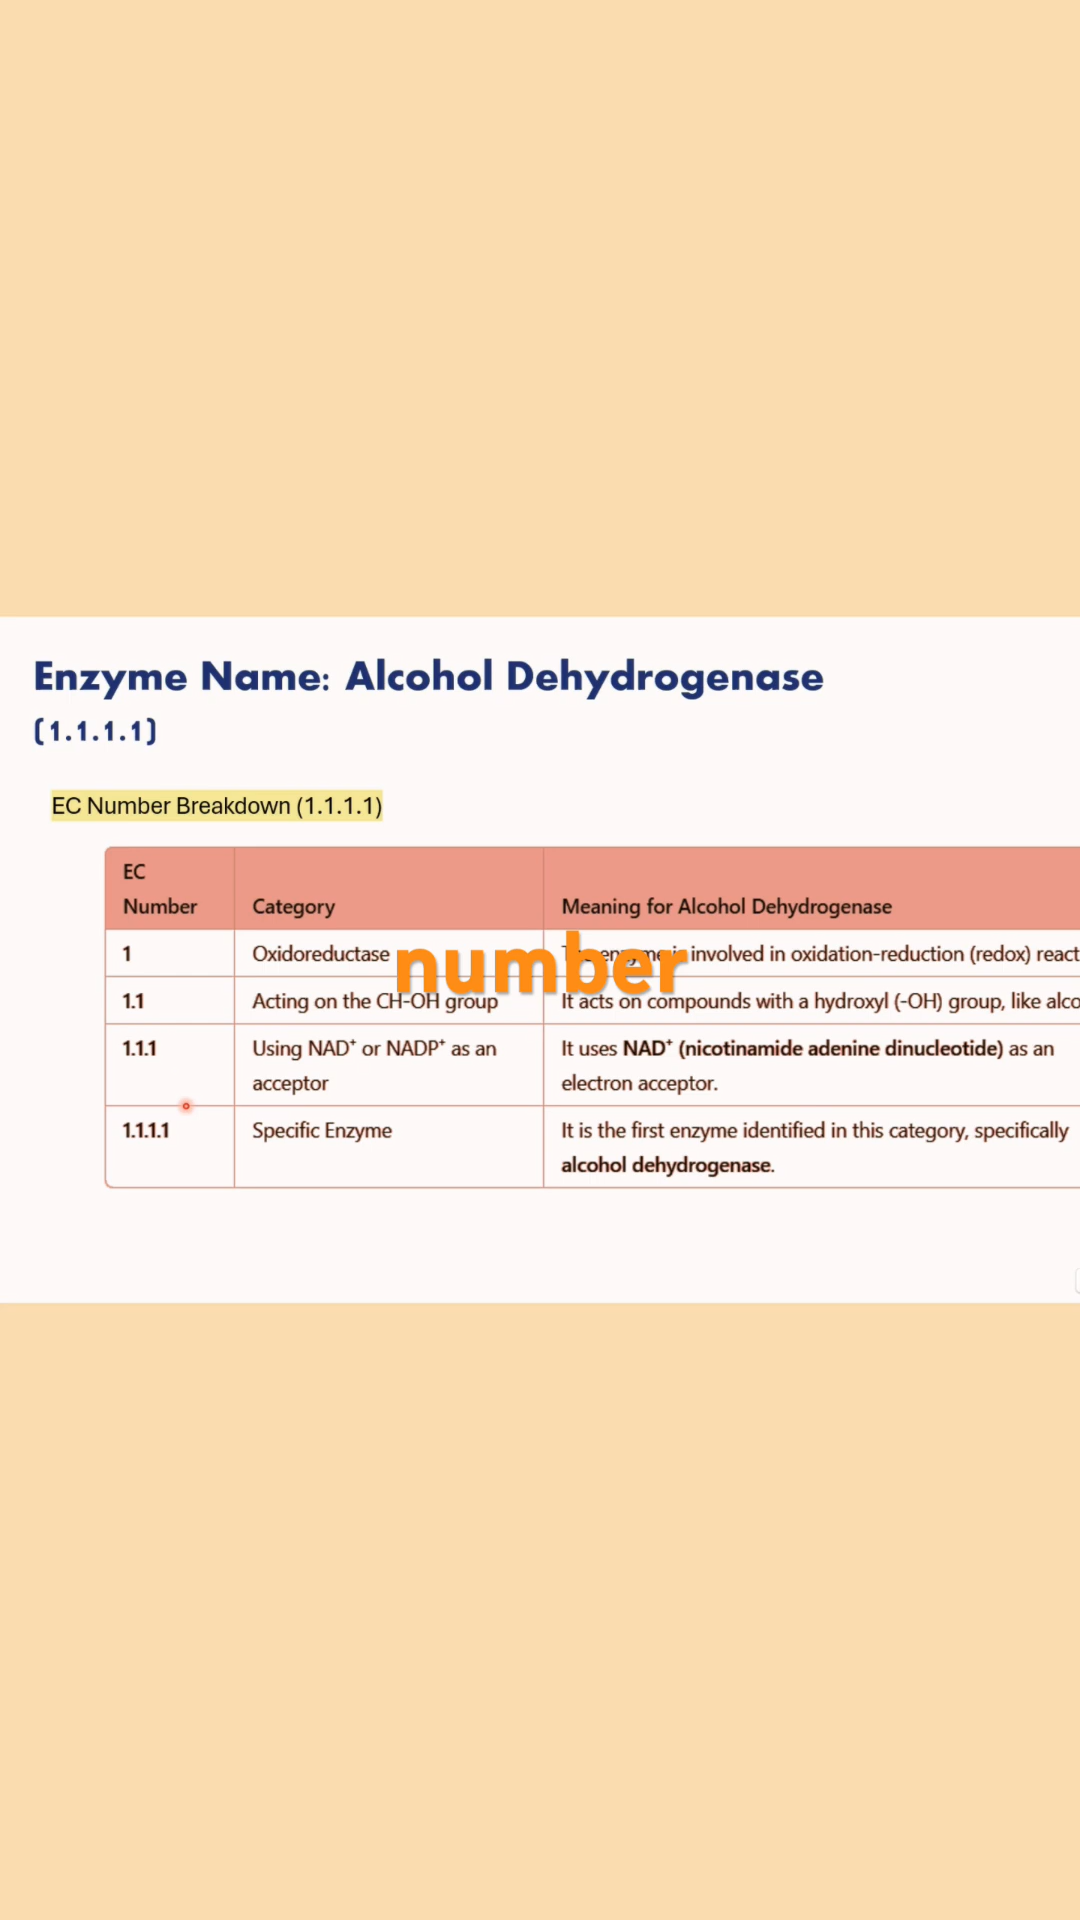 Enzyme Name: Alcohol Dehydrogenase
(1.1.1.1)
EC Number Breakdown (1.1.1.1)
EC
Number
Category
Meaning for Alcohol Dehydrogenase
1
Oxidoreductase
enzyme is involved in oxidation-reduction (redox) react
number
1.1
Acting on the CH-OH group
It acts on compounds with a hydroxyl (-OH) group, like alco
1.1.1
Using NAD⁺ or NADP⁺ as an
acceptor
It uses NAD⁺ (nicotinamide adenine dinucleotide) as an
electron acceptor.
1.1.1.1
Specific Enzyme
It is the first enzyme identified in this category, specifically
alcohol dehydrogenase.